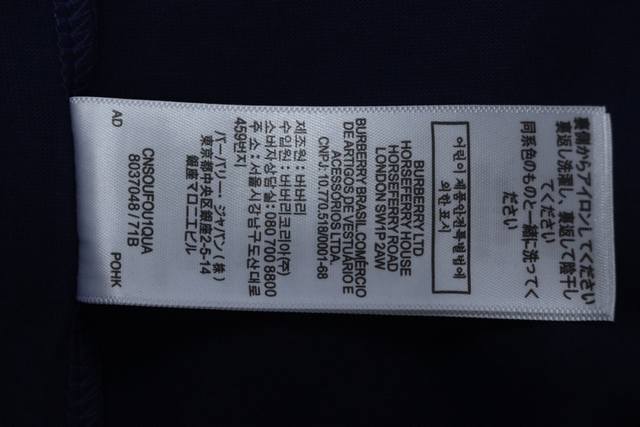 裏側からアイロンしてください
裏返し洗濯し、裏返して陰干し
てください
同系色のものと一緒に洗ってく
ださい
어린이 제품안전특별법에
의한 표시
BURBERRY LTD
HORSEFERRY HOUSE
HORSEFERRY ROAD
LONDON SW1P 2AW
BURBERRY BRASIL COMÉRCIO
DE ARTIGOS DE VESTUÁRIO E
ACESSÓRIOS LTDA.
CNPJ: 10.770.518/0001-68
제조원 : 버버리
수입원 : 버버리코리아(주)
소비자상담실: 080 700 8800
주 소 : 서울시강남구도산대로
459번지
バーバリー・ジャパン(株)
東京都中央区銀座2-5-14
銀座マロニエビル
CNSOUFOU71QUA
8037048 / 71B
AD
POHK